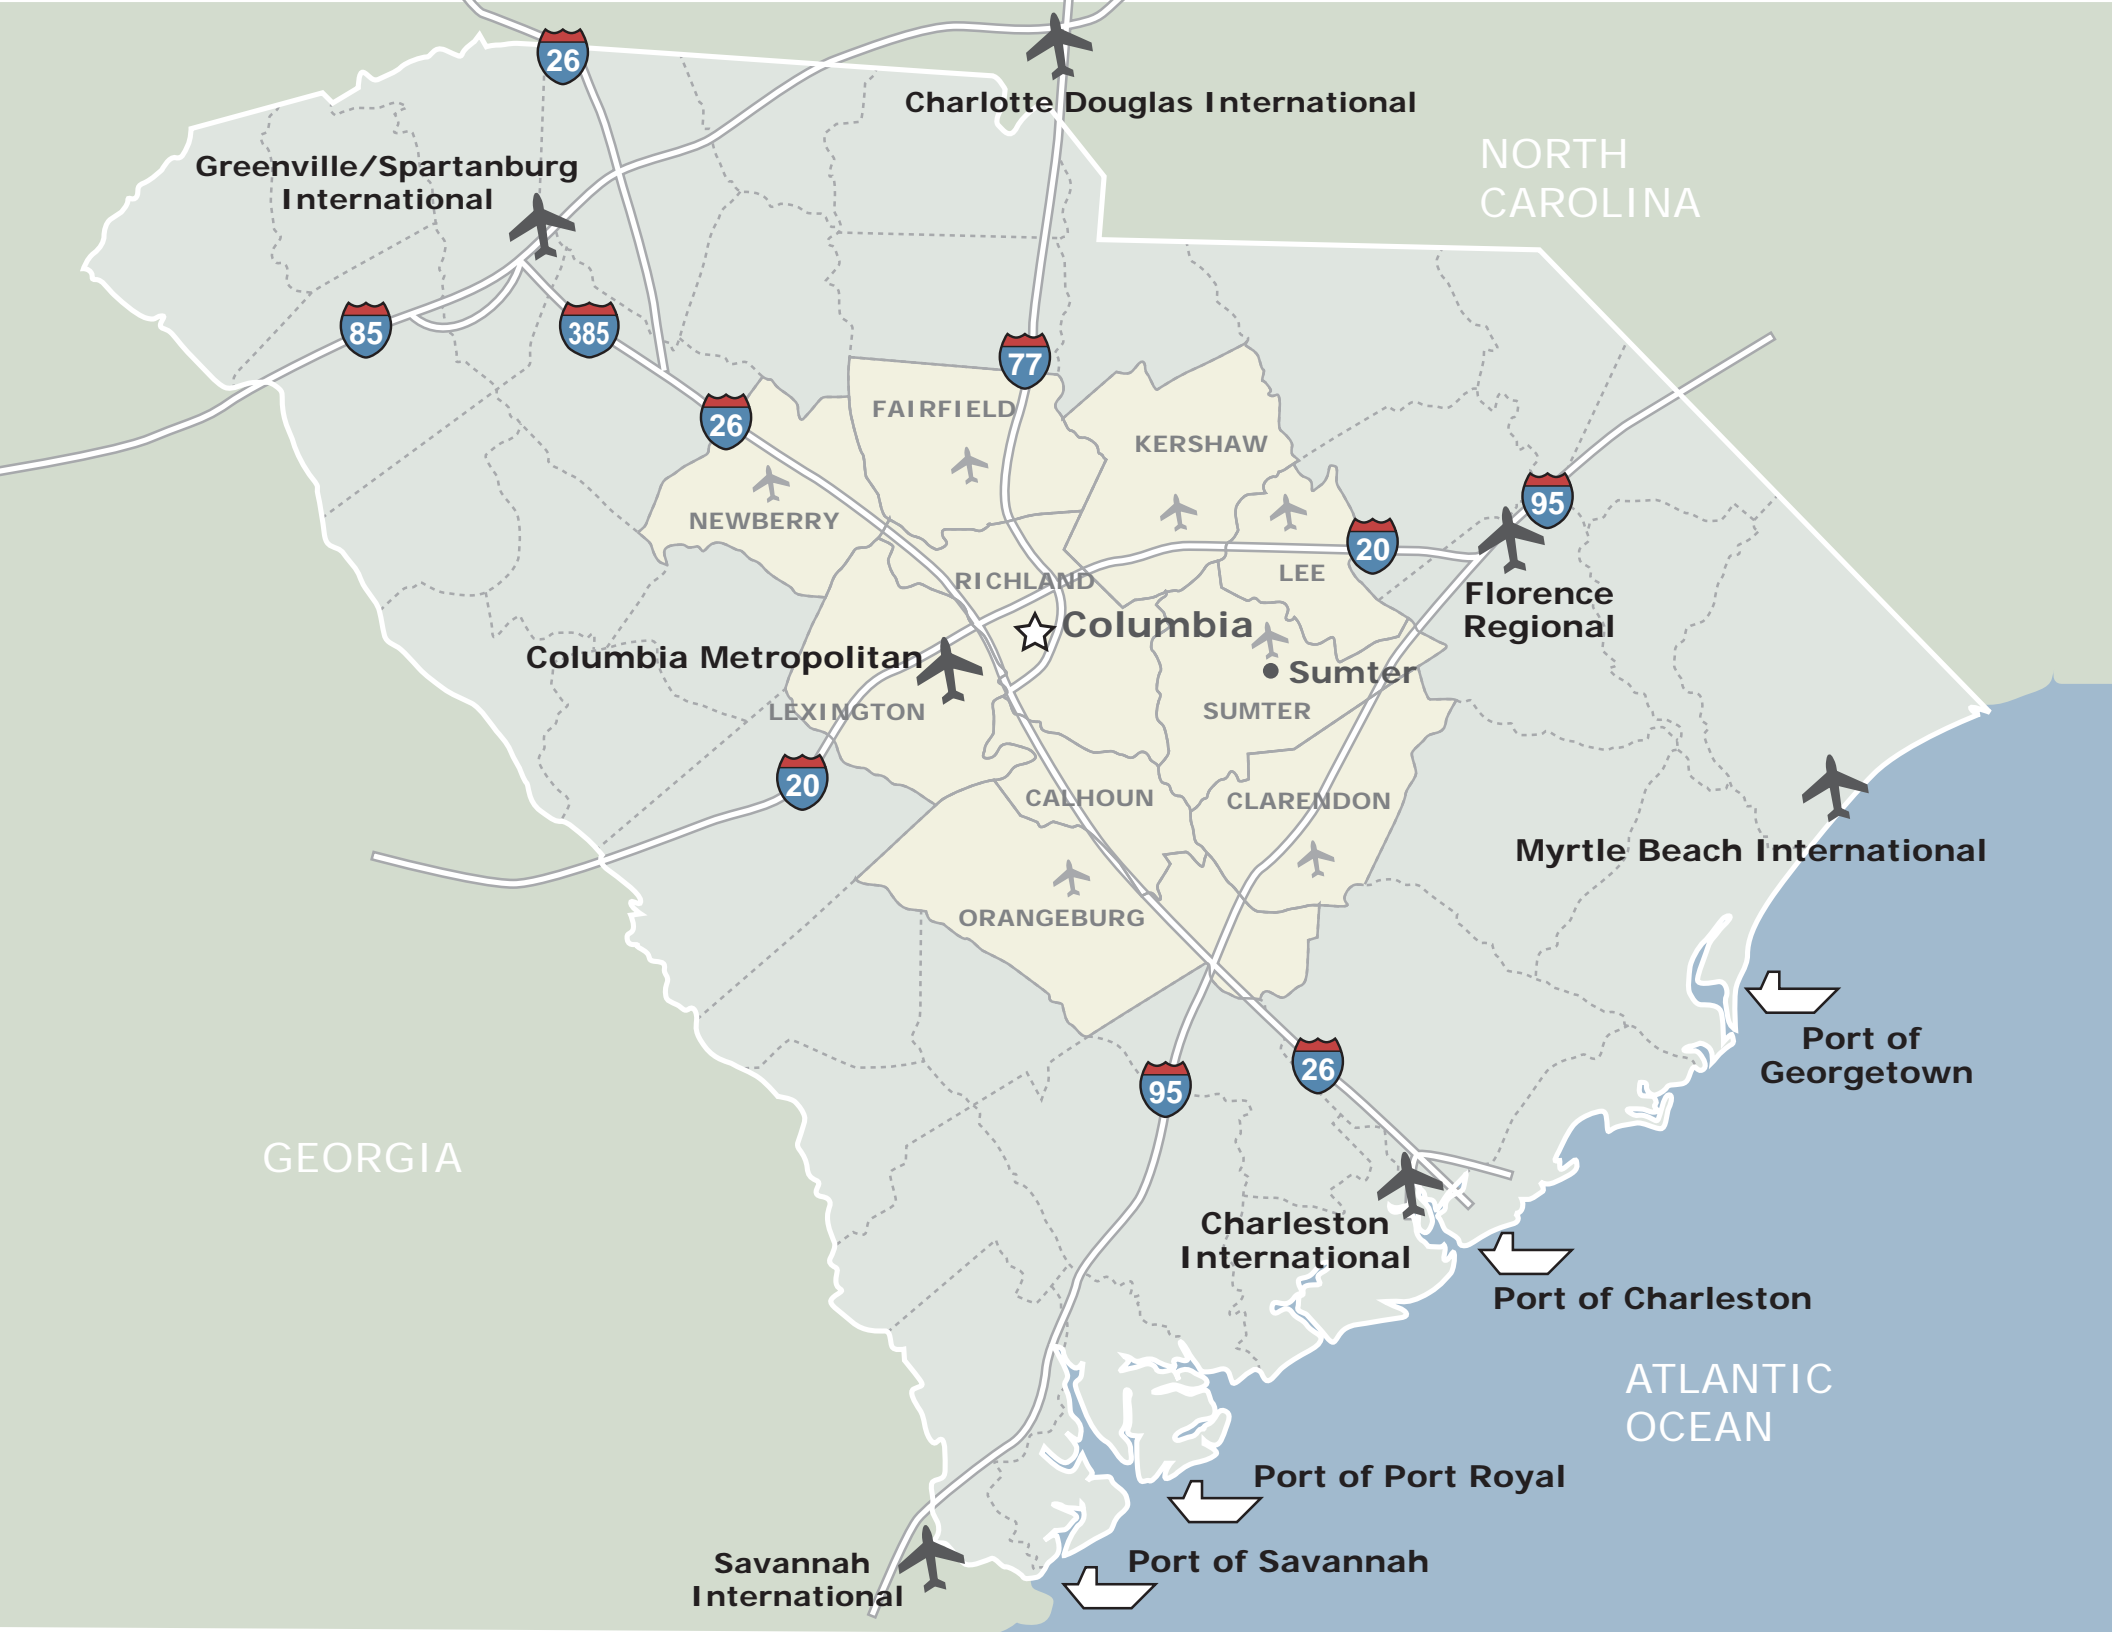 26
Charlotte Douglas International
NORTH
CAROLINA
Greenville/Spartanburg
International
85
385
77
26
FAIRFIELD
KERSHAW
NEWBERRY
95
20
RICHLAND
LEE
Florence
Regional
Columbia
Columbia Metropolitan
Sumter
LEXINGTON
SUMTER
20
CALHOUN
CLARENDON
Myrtle Beach International
ORANGEBURG
Port of
Georgetown
26
95
GEORGIA
Charleston
International
Port of Charleston
ATLANTIC
OCEAN
Port of Port Royal
Port of Savannah
Savannah
International